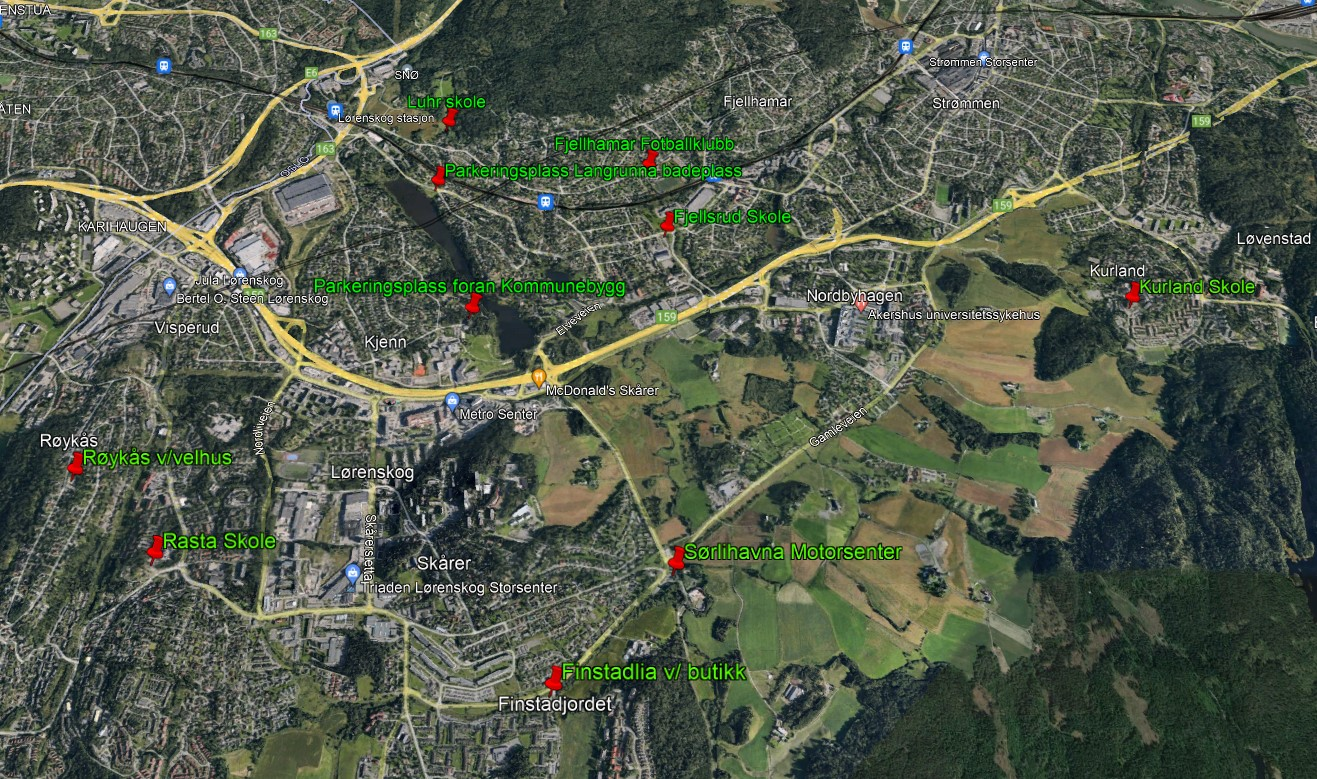 ENSTUA
163
E6
SNØ
Strømmen Storsenter
Luhr skole
Fjellhamar
Strømmen
ÅTEN
Lørenskog stasjon
159
163
Fjellhamar Fotballklubb
Parkeringsplass Langrunna badeplass
159
Fjellsrud Skole
KARIHAUGEN
Løvenstad
Jula Lørenskog
Kurland
Parkeringsplass foran Kommunebygg
Kurland Skole
Bertel O. Steen Lørenskog
Nordbyhagen
Akershus universitetssykehus
Visperud
159
Elveveien
Kjenn
McDonald's Skårer
Metro Senter
Nordliveien
Gamleveien
Røykås
Røykås v/velhus
Lørenskog
Rasta Skole
Skårersletta
Sørlihavna Motorsenter
Skårer
Triaden Lørenskog Storsenter
Finstadlia v/ butikk
Finstadjordet